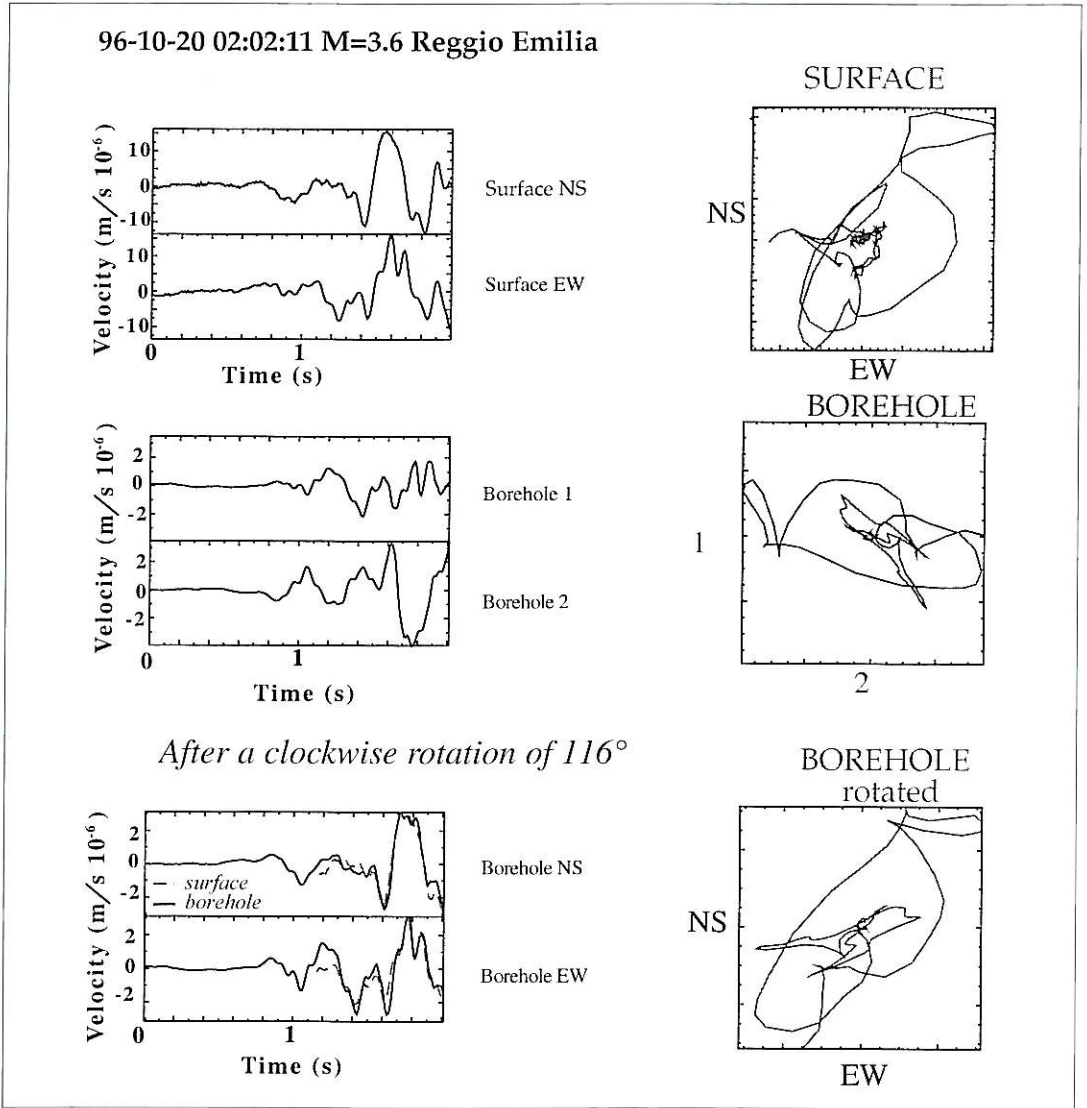 96-10-20 02:02:11 M=3.6 Reggio Emilia
SURFACE
Velocity (m/s 10-6)
10
0
-10
Surface NS
10
0
-10
Surface EW
0
1
Time (s)
NS
EW
BOREHOLE
Velocity (m/s 10-6)
2
0
-2
Borehole 1
2
0
-2
Borehole 2
0
1
Time (s)
1
2
After a clockwise rotation of 116°
BOREHOLE
rotated
Velocity (m/s 10-6)
2
0
-2
surface
borehole
Borehole NS
2
0
-2
Borehole EW
0
1
Time (s)
NS
EW